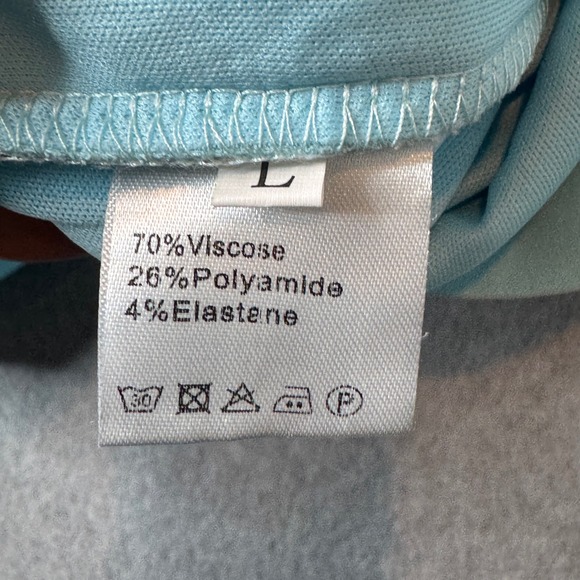 L
70%Viscose
26%Polyamide
4%Elastane
30 P